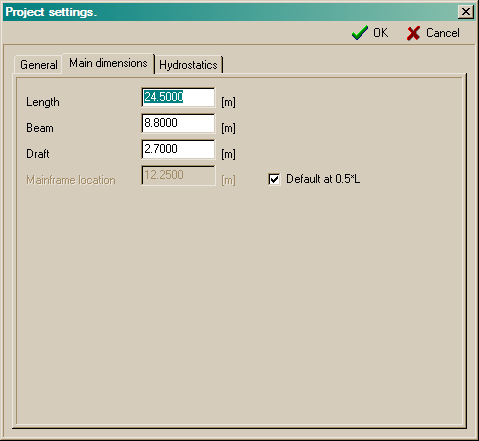 Project settings.
OK Cancel
General Main dimensions Hydrostatics
Length 24.5000 [m]
Beam 8.8000 [m]
Draft 2.7000 [m]
Mainframe location 12.2500 [m] Default at 0.5*L